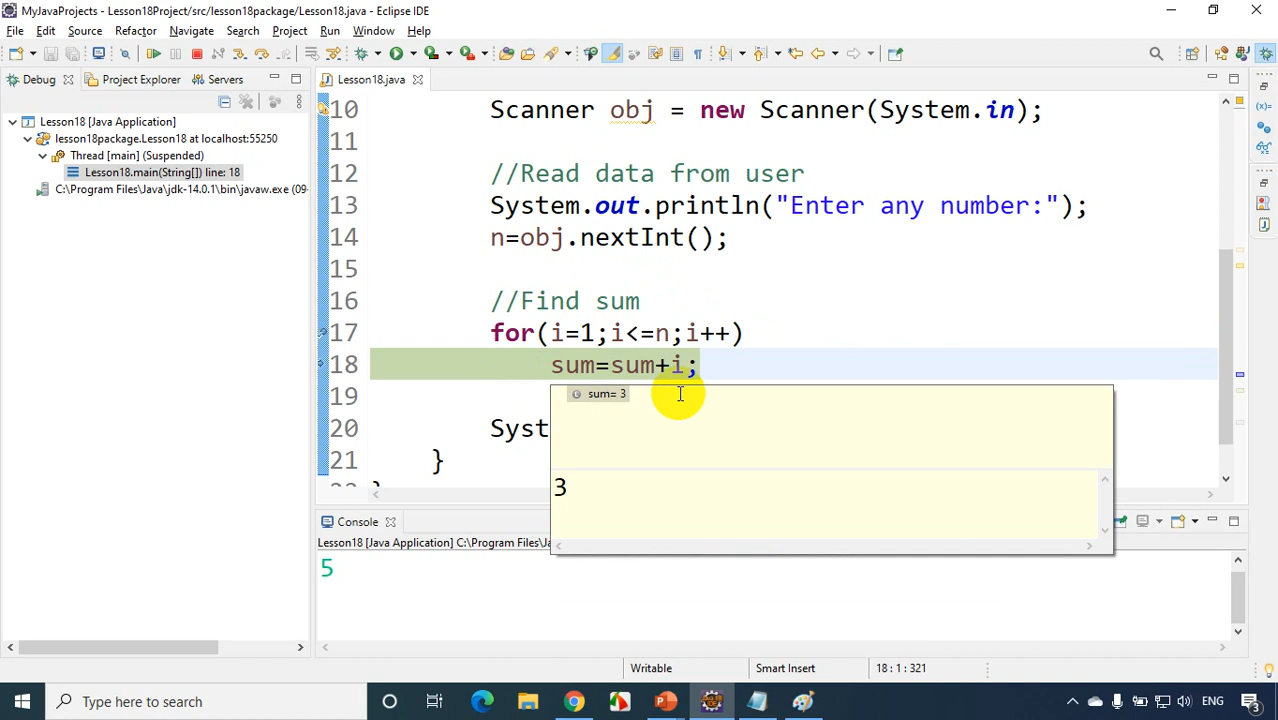 MyJavaProjects - Lesson18Project/src/lesson18package/Lesson18.java - Eclipse IDE
File Edit Source Refactor Navigate Search Project Run Window Help
Debug Project Explorer Servers
Lesson18.java
Lesson18 [Java Application]
lesson18package.Lesson18 at localhost:55250
Thread [main] (Suspended)
Lesson18.main(String[]) line: 18
C:\Program Files\Java\jdk-14.0.1\bin\javaw.exe (09-
10 Scanner obj = new Scanner(System.in);
11
12 //Read data from user
13 System.out.println("Enter any number:");
14 n=obj.nextInt();
15
16 //Find sum
17 for(i=1;i<=n;i++)
18 sum=sum+i;
19
sum= 3
20 Syst
21 }
3
Console
Lesson18 [Java Application] C:\Program Files\Ja
5
Writable Smart Insert 18 : 1 : 321
Type here to search
ENG
3